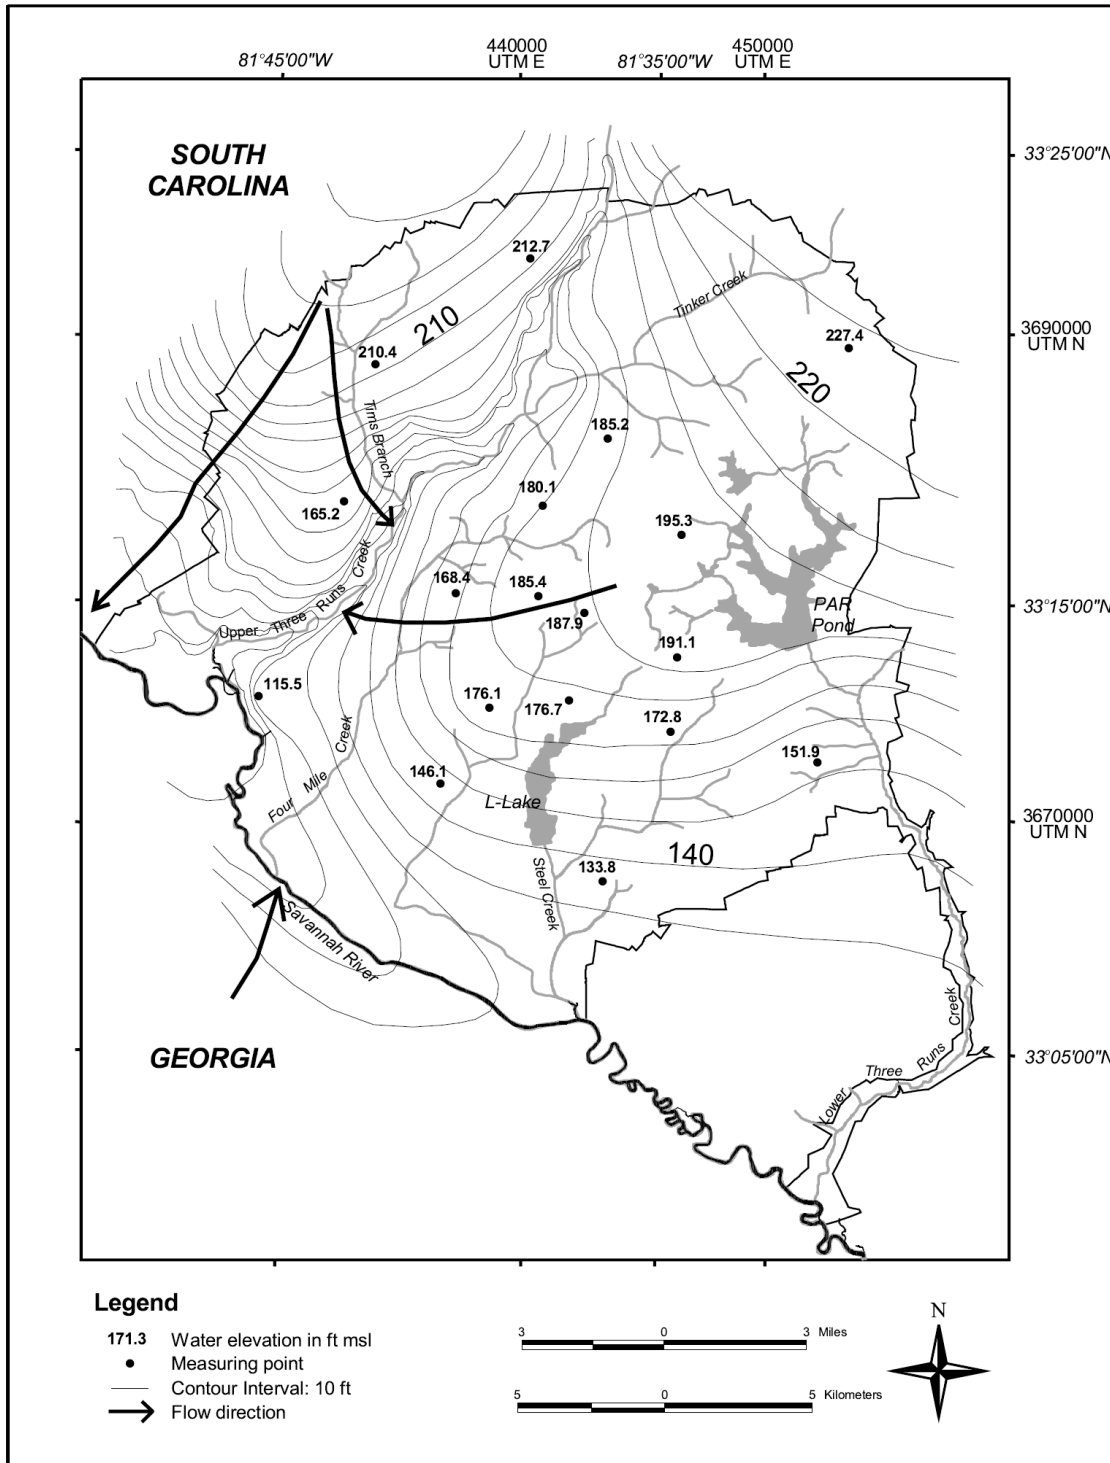 440000
450000
81°45'00"W
UTM E
81°35'00"W
UTM E
SOUTH
CAROLINA
33°25'00"N
212.7
Tinker Creek
210
3690000
UTM N
227.4
210.4
220
Tims Branch
185.2
180.1
165.2
195.3
Creek
168.4
185.4
187.9
Runs
Three
Upper
PAR
Pond
33°15'00"N
191.1
115.5
176.1
176.7
172.8
Creek
151.9
146.1
Mile
Four
L-Lake
3670000
UTM N
140
133.8
Steel Creek
Savannah River
Creek
GEORGIA
33°05'00"N
Runs
Three
Lower
Legend
171.3 Water elevation in ft msl
Measuring point
Contour Interval: 10 ft
Flow direction
3 0 3 Miles
5 0 5 Kilometers
N